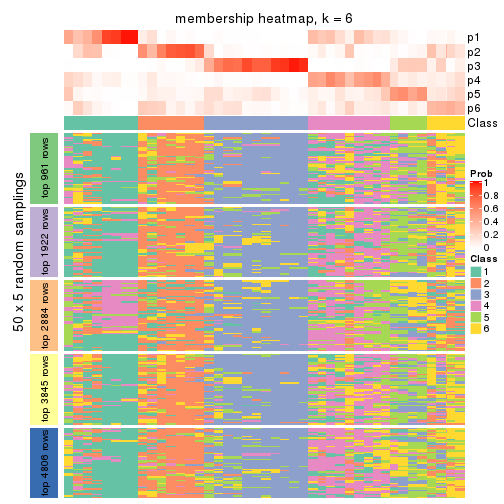 membership heatmap, k = 6
p1
p2
p3
p4
p5
p6
Class
50 x 5 random samplings
top 961 rows
top 1922 rows
top 2884 rows
top 3845 rows
top 4806 rows
Prob
1
0.8
0.6
0.4
0.2
0
Class
1
2
3
4
5
6